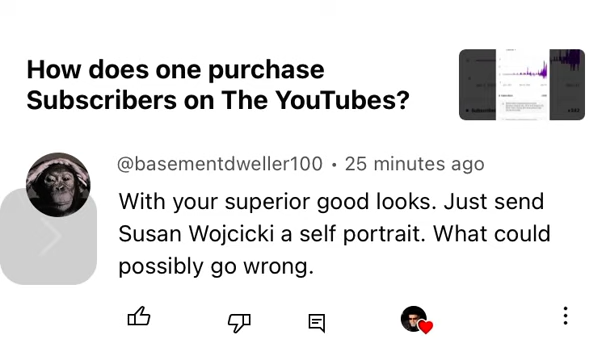 How does one purchase
Subscribers on The YouTubes?
@basementdweller100 • 25 minutes ago
With your superior good looks. Just send
Susan Wojcicki a self portrait. What could
possibly go wrong.